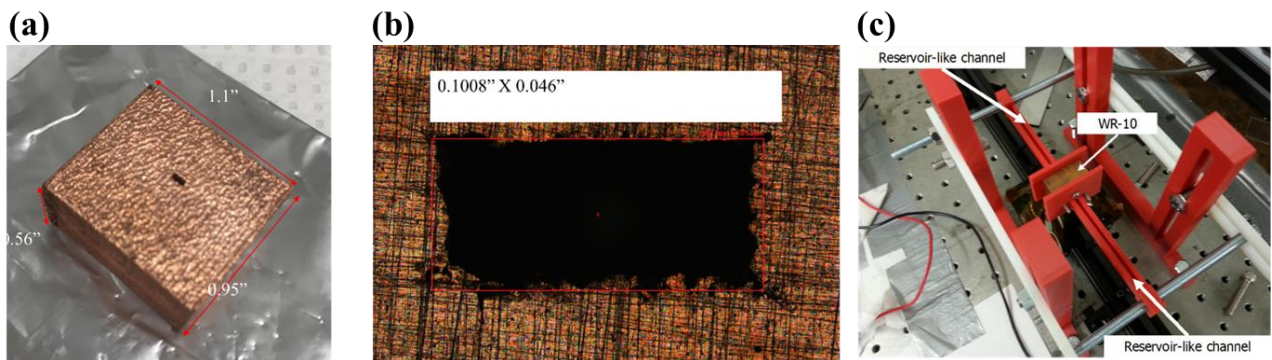 (a)
1.1”
0.56”
0.95”
(b)
0.1008” X 0.046”
(c)
Reservoir-like channel
WR-10
Reservoir-like channel